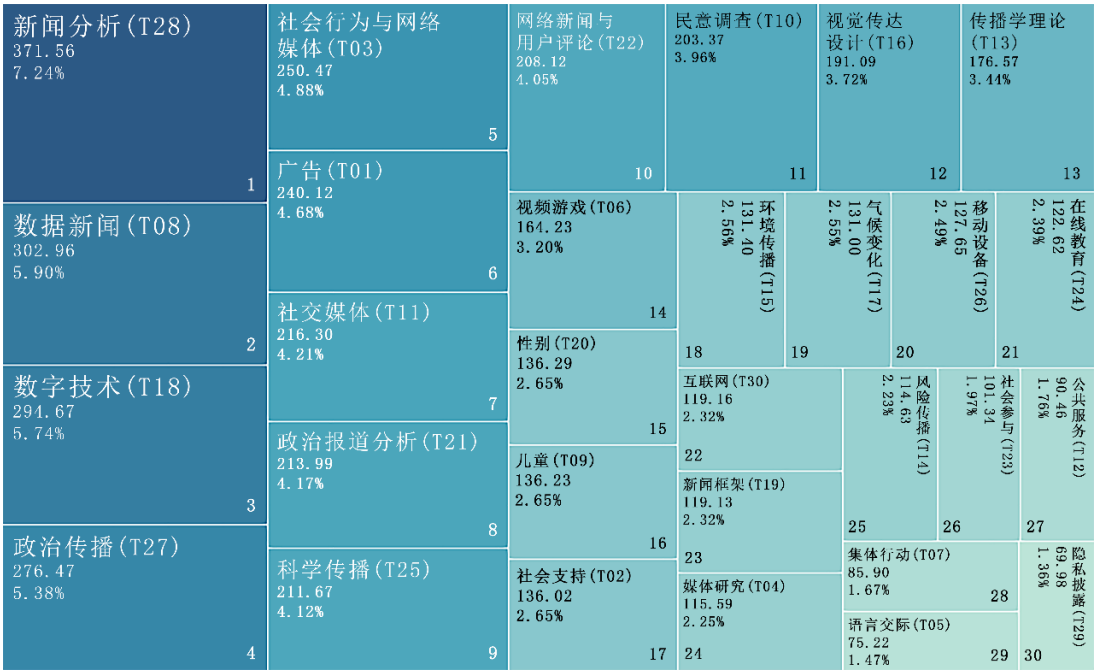 新闻分析(T28)
371.56
7.24%
1
数据新闻(T08)
302.96
5.90%
2
数字技术(T18)
294.67
5.74%
3
政治传播(T27)
276.47
5.38%
4
社会行为与网络
媒体(T03)
250.47
4.88%
5
广告(T01)
240.12
4.68%
6
社交媒体(T11)
216.30
4.21%
7
政治报道分析(T21)
213.99
4.17%
8
科学传播(T25)
211.67
4.12%
9
网络新闻与
用户评论(T22)
208.12
4.05%
10
民意调查(T10)
203.37
3.96%
11
视觉传达
设计(T16)
191.09
3.72%
12
传播学理论
(T13)
176.57
3.44%
13
视频游戏(T06)
164.23
3.20%
14
性别(T20)
136.29
2.65%
15
儿童(T09)
136.23
2.65%
16
社会支持(T02)
136.02
2.65%
17
环境传播(T15)
131.40
2.56%
18
气候变化(T17)
131.00
2.55%
19
移动设备(T26)
127.65
2.49%
20
在线教育(T24)
122.62
2.39%
21
互联网(T30)
119.16
2.32%
22
新闻框架(T19)
119.13
2.32%
23
媒体研究(T04)
115.59
2.25%
24
风险传播(T14)
114.63
2.23%
25
社会参与(T23)
101.34
1.97%
26
公共服务(T12)
90.46
1.76%
27
集体行动(T07)
85.90
1.67%
28
语言交际(T05)
75.22
1.47%
29
隐私披露(T29)
69.98
1.36%
30